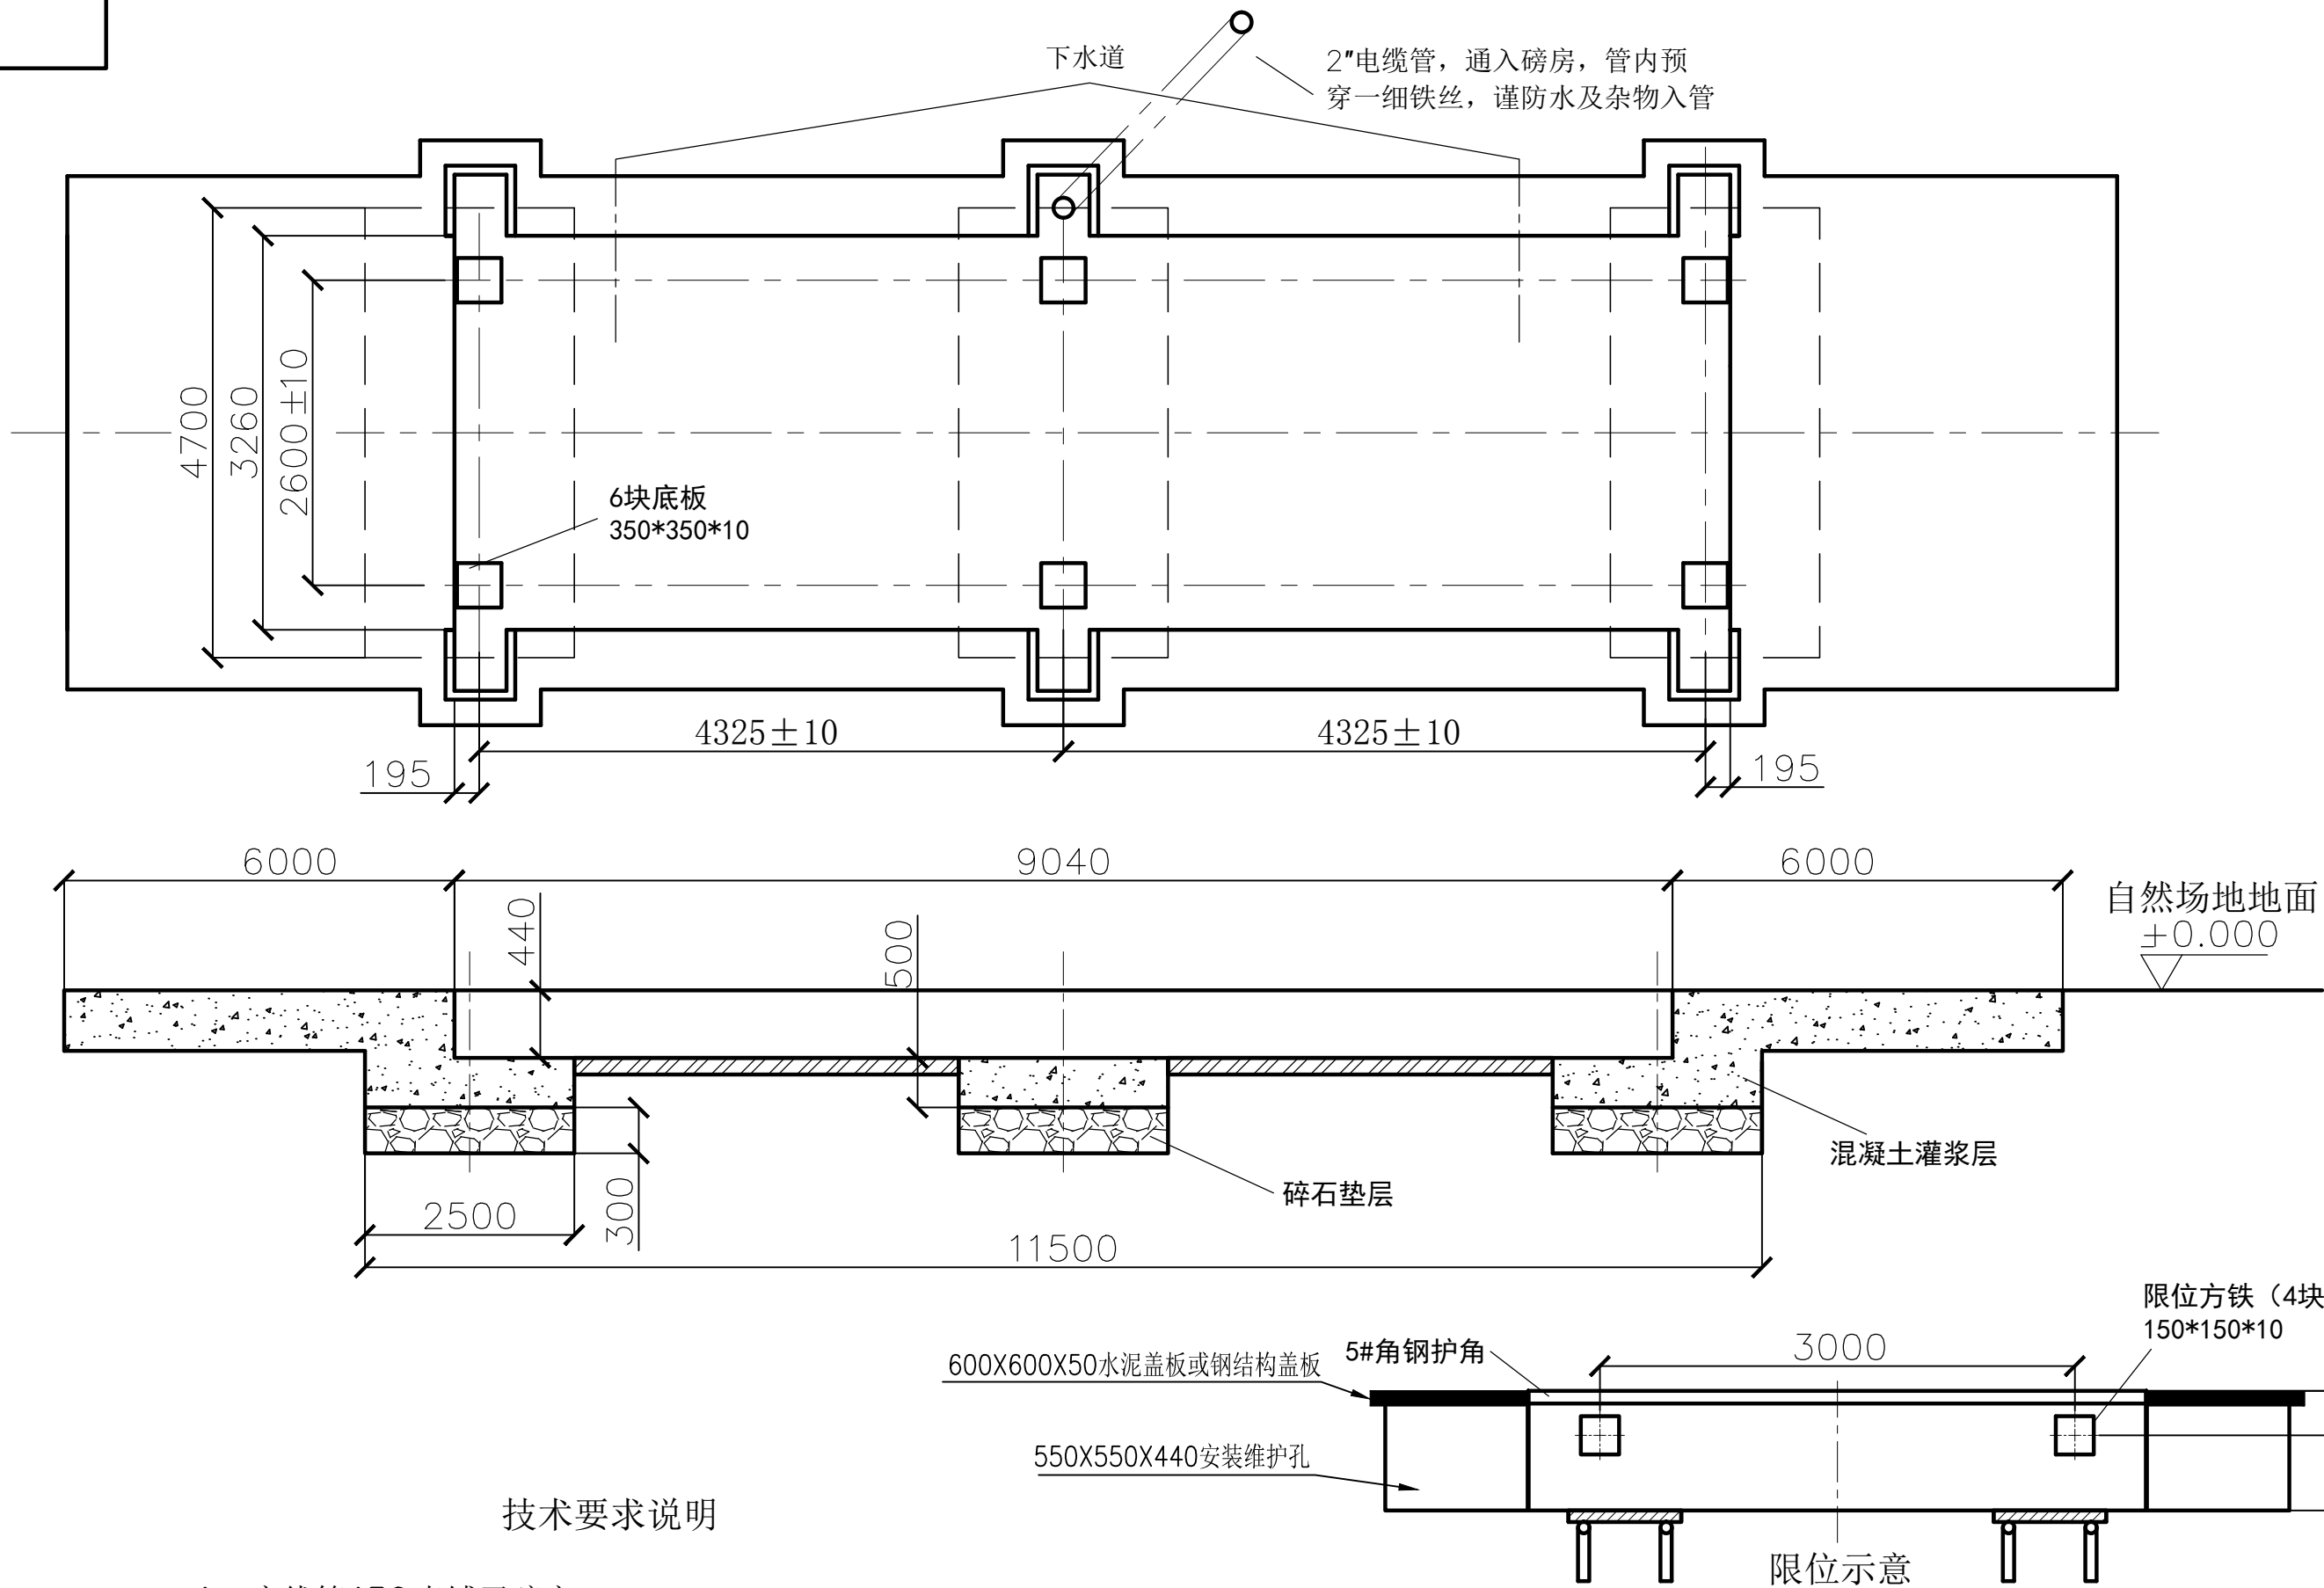 下水道
2"电缆管，通入磅房，管内预
穿一细铁丝，谨防水及杂物入管
4700
3260
2600±10
6块底板
350*350*10
4325±10
4325±10
195
195
6000
9040
6000
自然场地地面
±0.000
440
500
混凝土灌浆层
碎石垫层
2500
300
11500
限位方铁（4块
150*150*10
3000
5#角钢护角
600X600X50水泥盖板或钢结构盖板
550X550X440安装维护孔
技术要求说明
限位示意